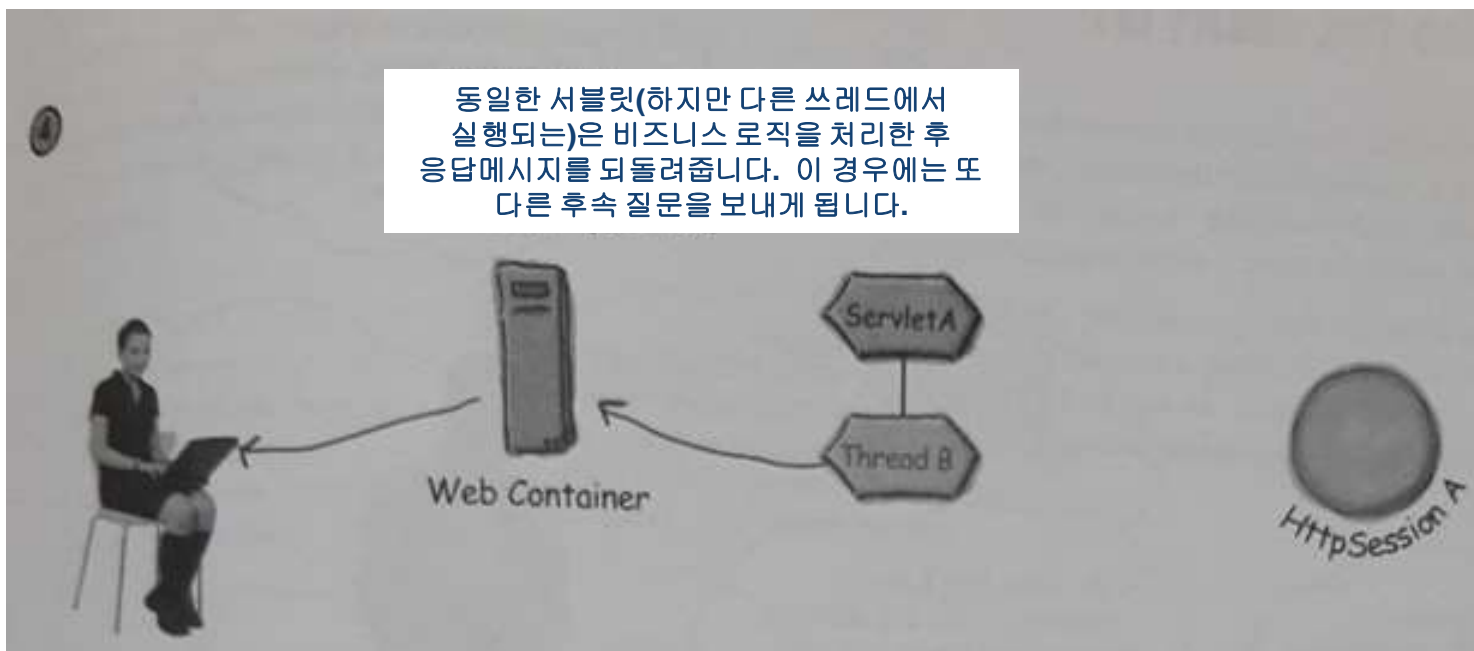 ④
동일한 서블릿(하지만 다른 쓰레드에서
실행되는)은 비즈니스 로직을 처리한 후
응답메시지를 되돌려줍니다. 이 경우에는 또
다른 후속 질문을 보내게 됩니다.
ServletA
Thread B
Web Container
HttpSession A